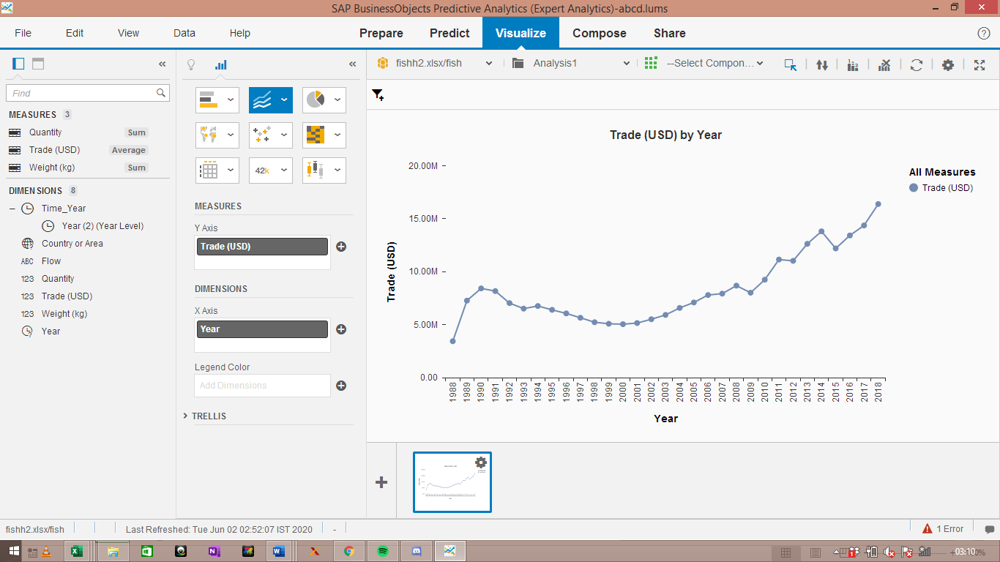 SAP BusinessObjects Predictive Analytics (Expert Analytics)-abcd.lums
File Edit View Data Help Prepare Predict Visualize Compose Share
fishh2.xlsx/fish Analysis1 --Select Compon...
Find
MEASURES 3
Quantity Sum
Trade (USD) Average
Weight (kg) Sum
DIMENSIONS 8
Time_Year
Year (2) (Year Level)
Country or Area
ABC Flow
123 Quantity
123 Trade (USD)
123 Weight (kg)
Year
42k
MEASURES
Y Axis
Trade (USD)
DIMENSIONS
X Axis
Year
Legend Color
Add Dimensions
TRELLIS
Trade (USD) by Year
Trade (USD)
20.00M
15.00M
10.00M
5.00M
0.00
1988 1989 1990 1991 1992 1993 1994 1995 1996 1997 1998 1999 2000 2001 2002 2003 2004 2005 2006 2007 2008 2009 2010 2011 2012 2013 2014 2015 2016 2017 2018
Year
All Measures
Trade (USD)
fishh2.xlsx/fish Last Refreshed: Tue Jun 02 02:52:07 IST 2020 - 1 Error
03:10